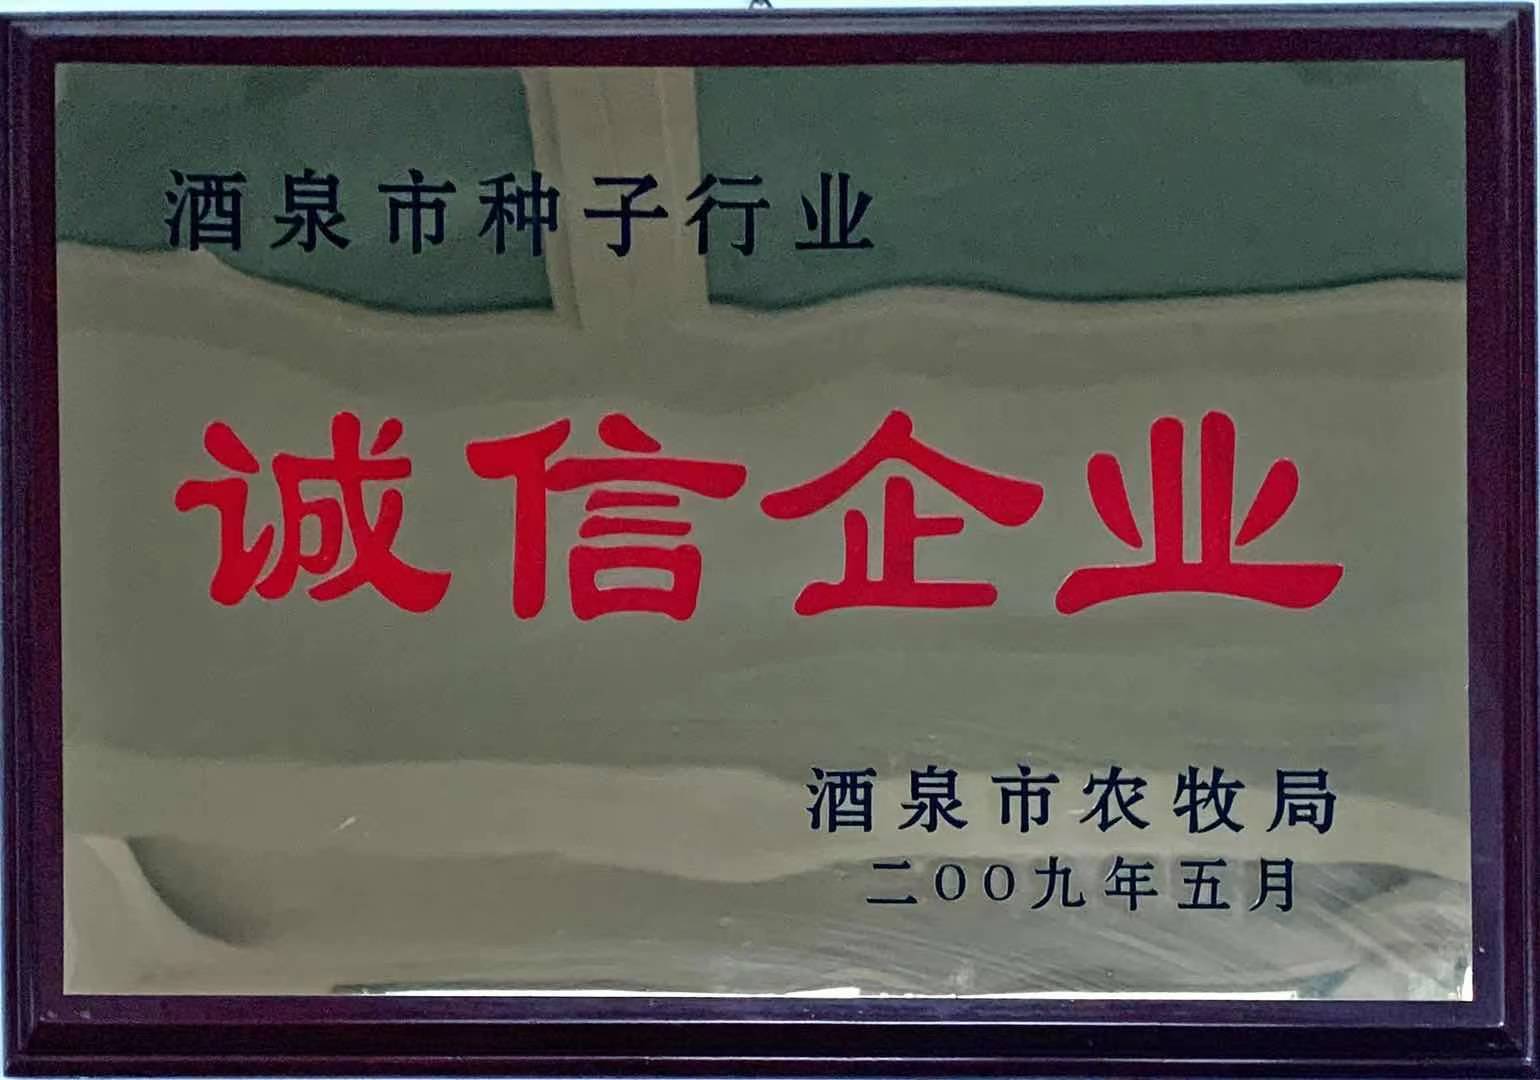 酒泉市种子行业
诚信企业
酒泉市农牧局
二00九年五月